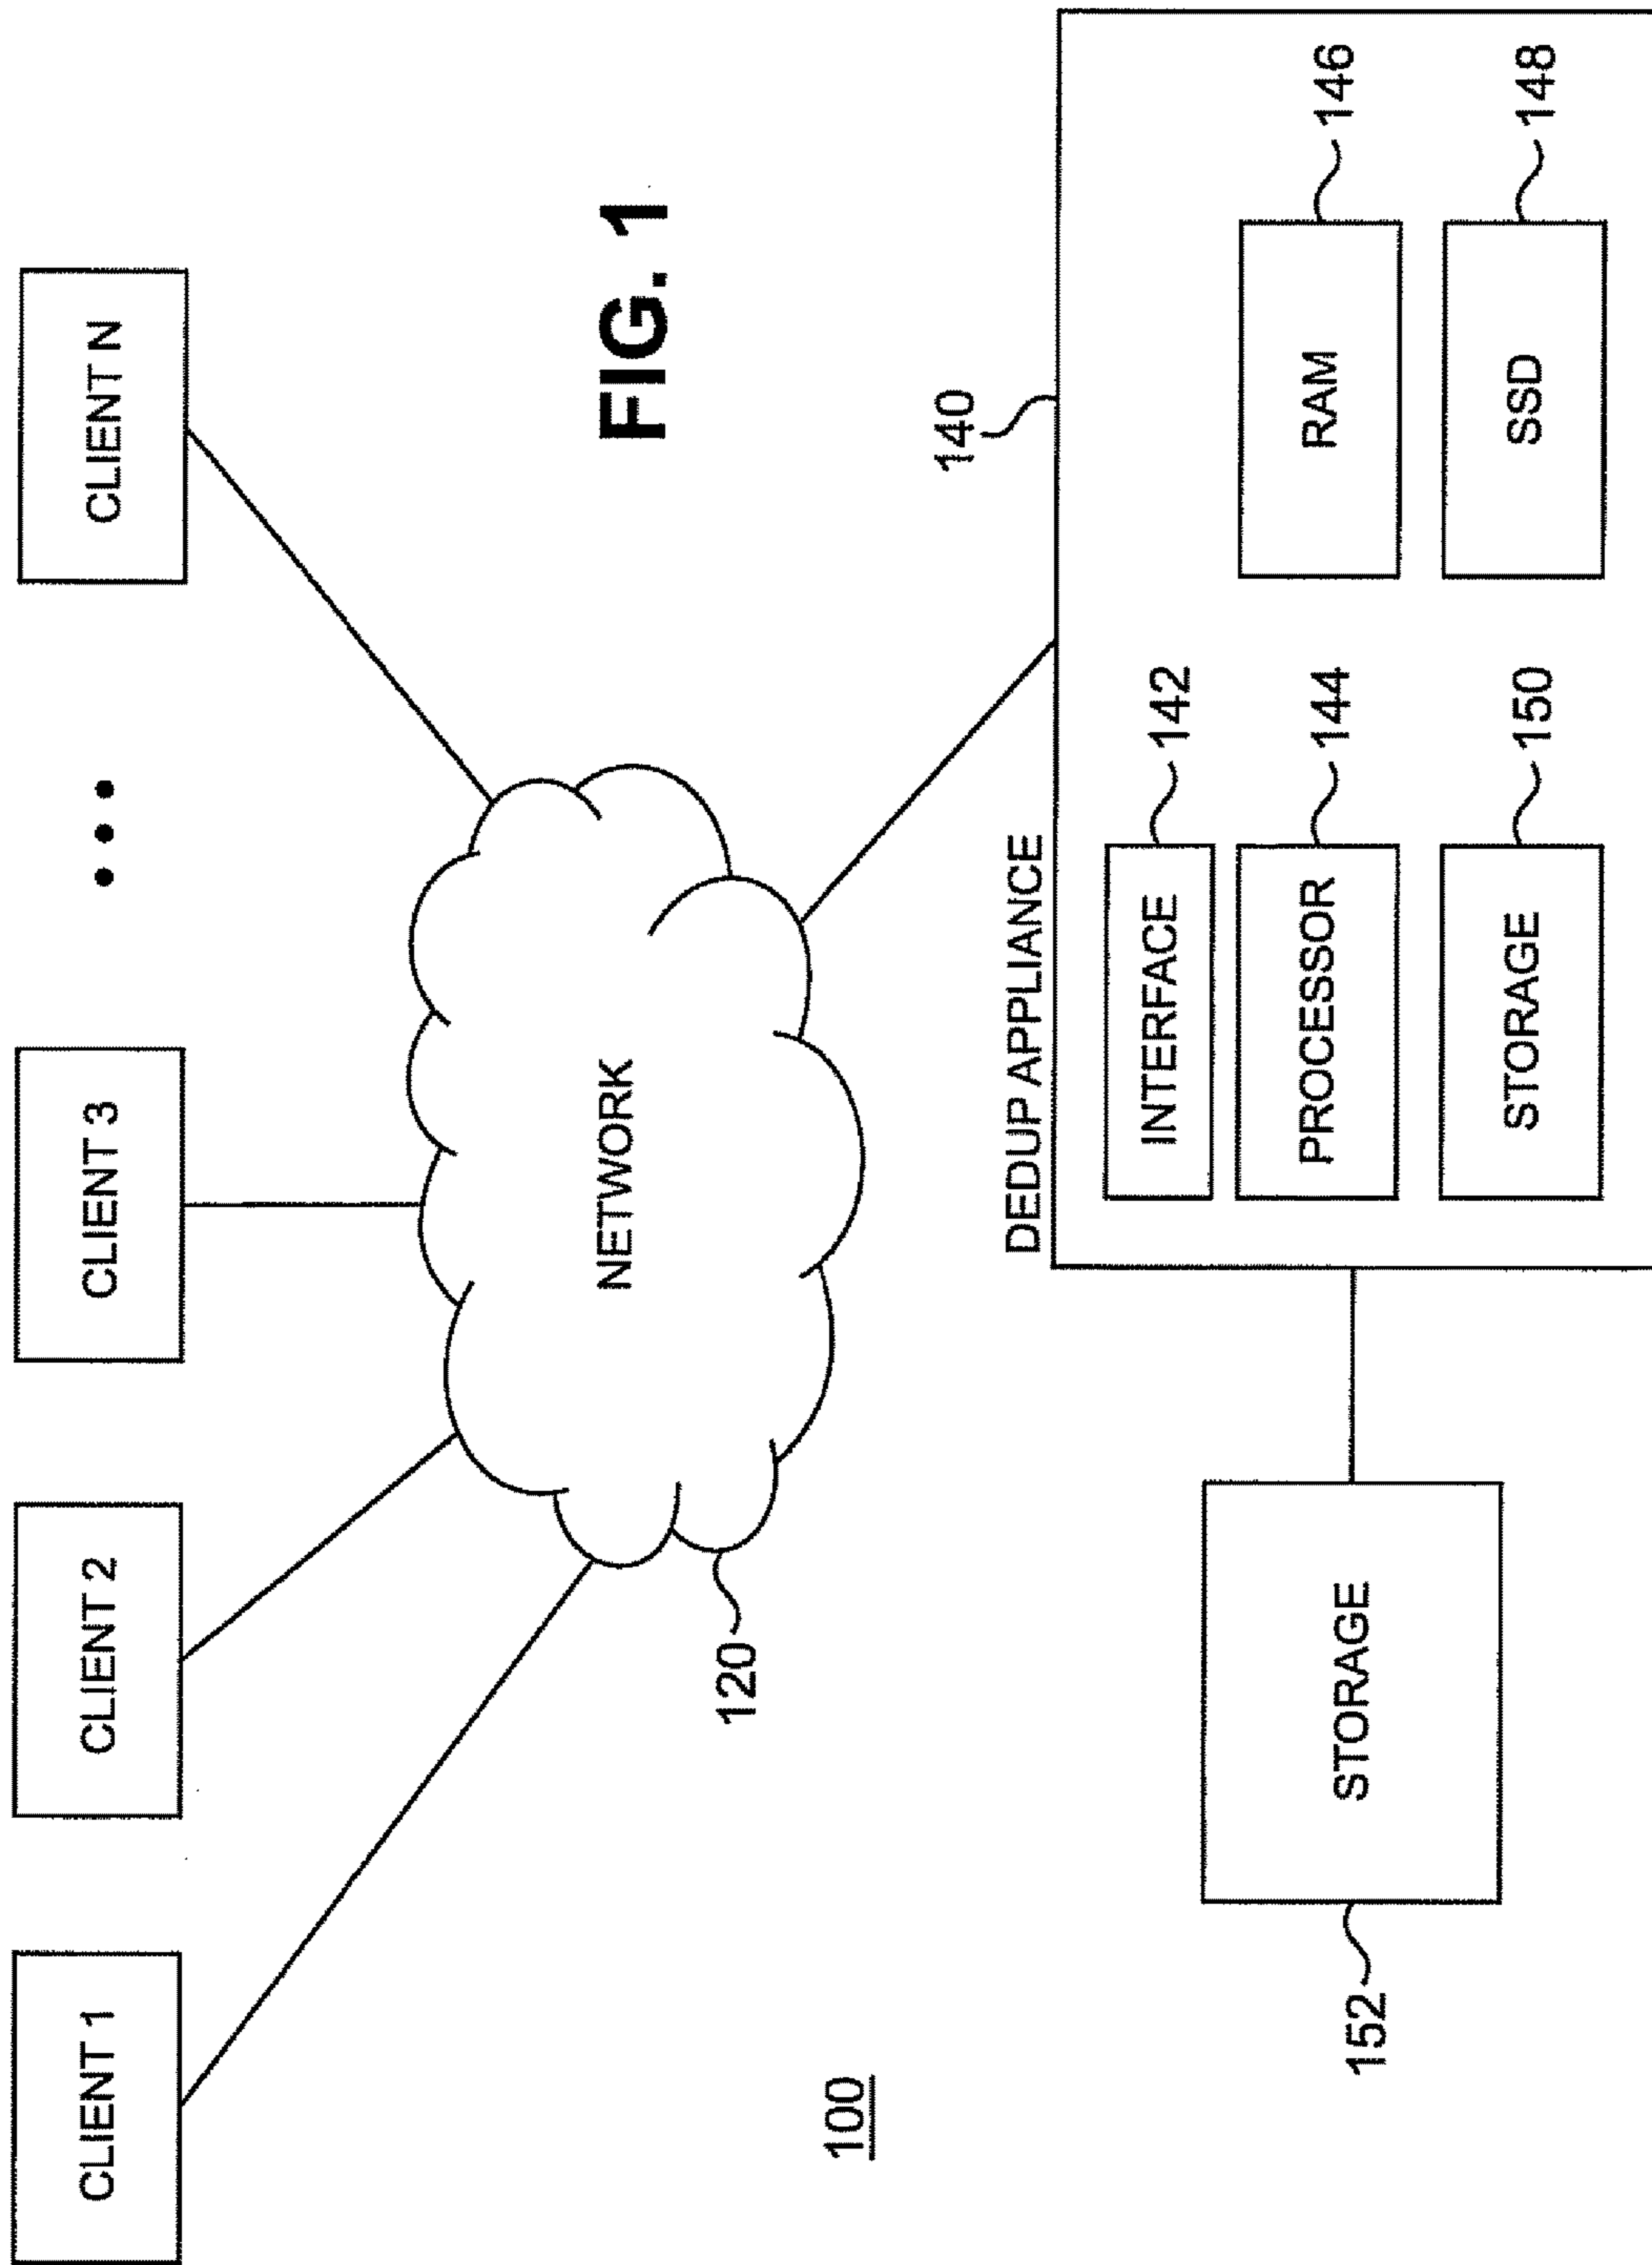 CLIENT 1
CLIENT 2
CLIENT 3
CLIENT N
NETWORK
120
FIG. 1
100
DEDUP APPLIANCE
140
INTERFACE
142
PROCESSOR
144
RAM
146
STORAGE
150
SSD
148
STORAGE
152